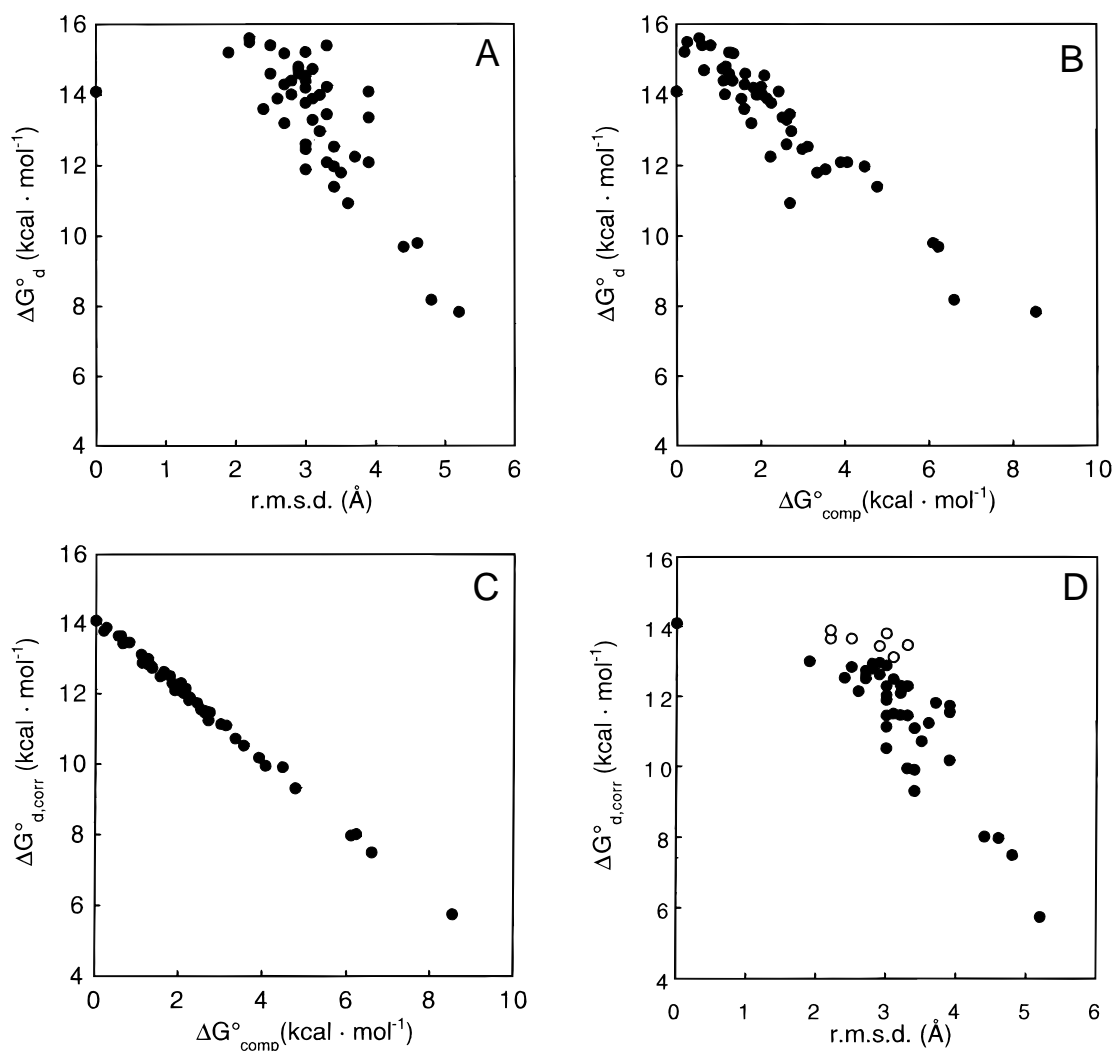 A
16
14
12
10
8
6
4
ΔG°d (kcal · mol-1)
0 1 2 3 4 5 6
r.m.s.d. (Å)
B
16
14
12
10
8
6
4
ΔG°d (kcal · mol-1)
0 2 4 6 8 10
ΔG°comp(kcal · mol-1)
C
16
14
12
10
8
6
4
ΔG°d,corr (kcal · mol-1)
0 2 4 6 8 10
ΔG°comp(kcal · mol-1)
D
16
14
12
10
8
6
4
ΔG°d,corr (kcal · mol-1)
0 2 3 4 5 6
r.m.s.d. (Å)